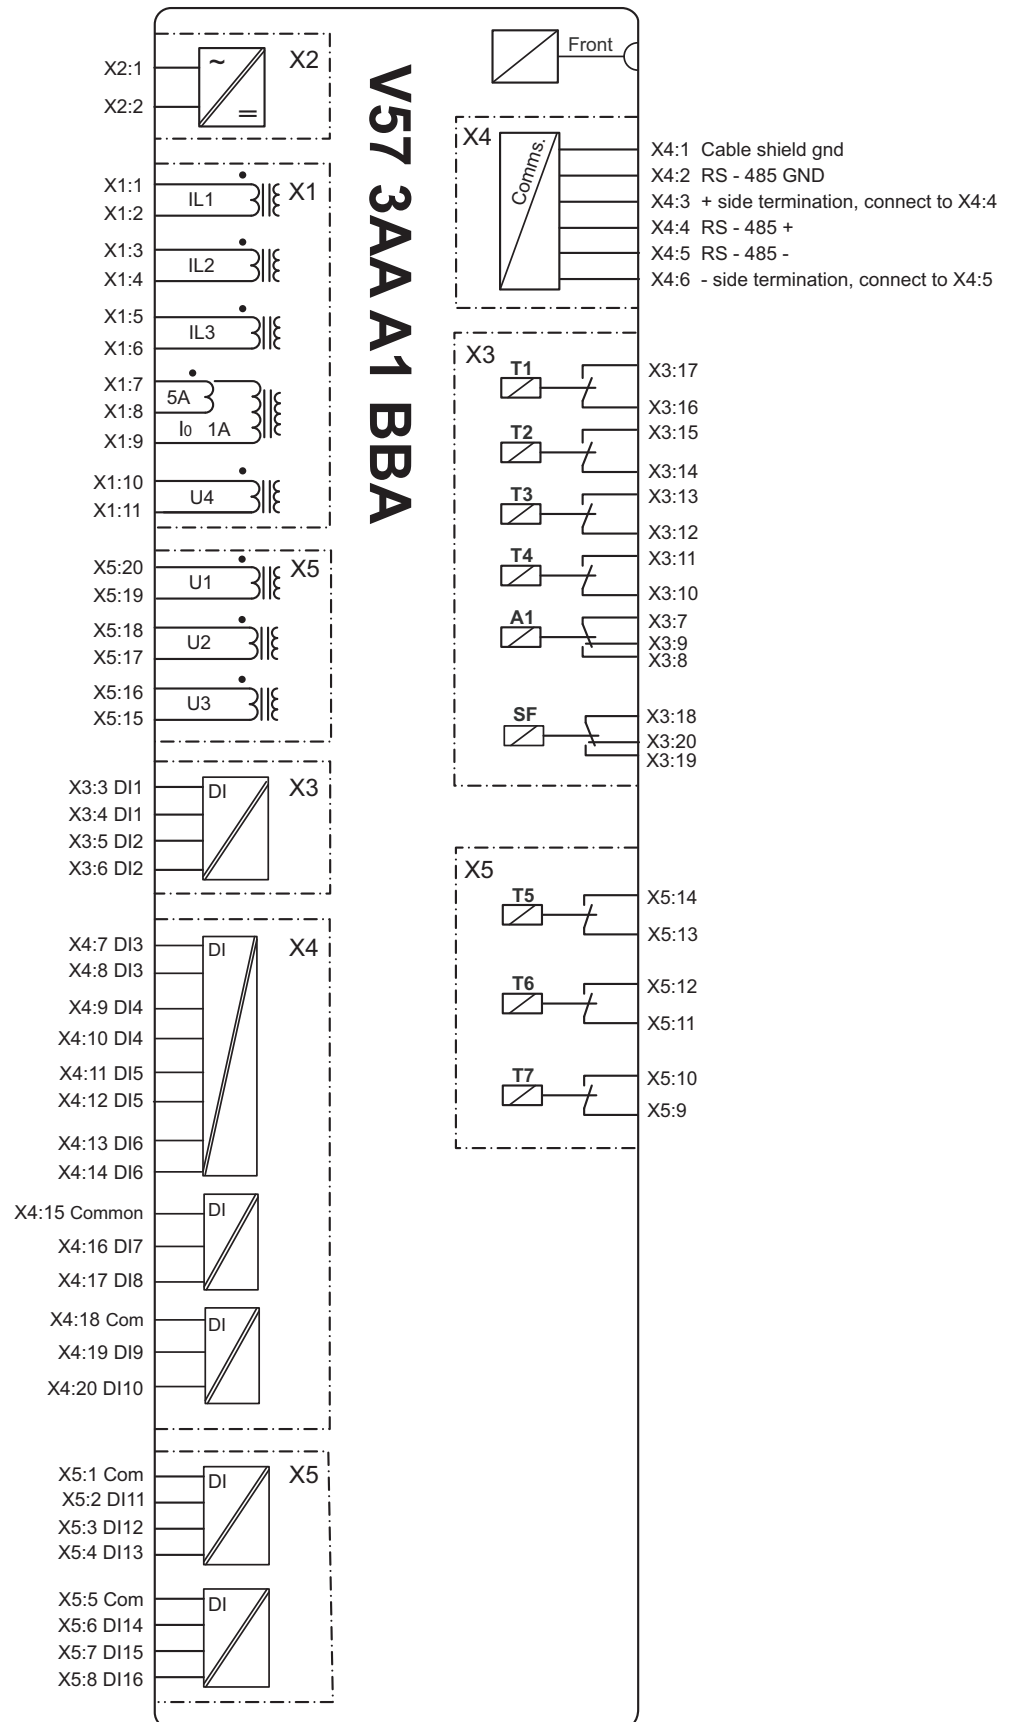 V57 3AA A1 BBA
X2
X2:1
X2:2
~
=
X1
X1:1
X1:2
IL1
X1:3
X1:4
IL2
X1:5
X1:6
IL3
X1:7
X1:8
X1:9
5A
I0 1A
X1:10
X1:11
U4
X5
X5:20
X5:19
U1
X5:18
X5:17
U2
X5:16
X5:15
U3
X3
DI
X3:3 DI1
X3:4 DI1
X3:5 DI2
X3:6 DI2
X4
DI
X4:7 DI3
X4:8 DI3
X4:9 DI4
X4:10 DI4
X4:11 DI5
X4:12 DI5
X4:13 DI6
X4:14 DI6
DI
X4:15 Common
X4:16 DI7
X4:17 DI8
DI
X4:18 Com
X4:19 DI9
X4:20 DI10
X5
DI
X5:1 Com
X5:2 DI11
X5:3 DI12
X5:4 DI13
DI
X5:5 Com
X5:6 DI14
X5:7 DI15
X5:8 DI16
Front
X4
Comms.
X4:1 Cable shield gnd
X4:2 RS - 485 GND
X4:3 + side termination, connect to X4:4
X4:4 RS - 485 +
X4:5 RS - 485 -
X4:6 - side termination, connect to X4:5
X3
T1
X3:17
X3:16
T2
X3:15
X3:14
T3
X3:13
X3:12
T4
X3:11
X3:10
A1
X3:7
X3:9
X3:8
SF
X3:18
X3:20
X3:19
X5
T5
X5:14
X5:13
T6
X5:12
X5:11
T7
X5:10
X5:9